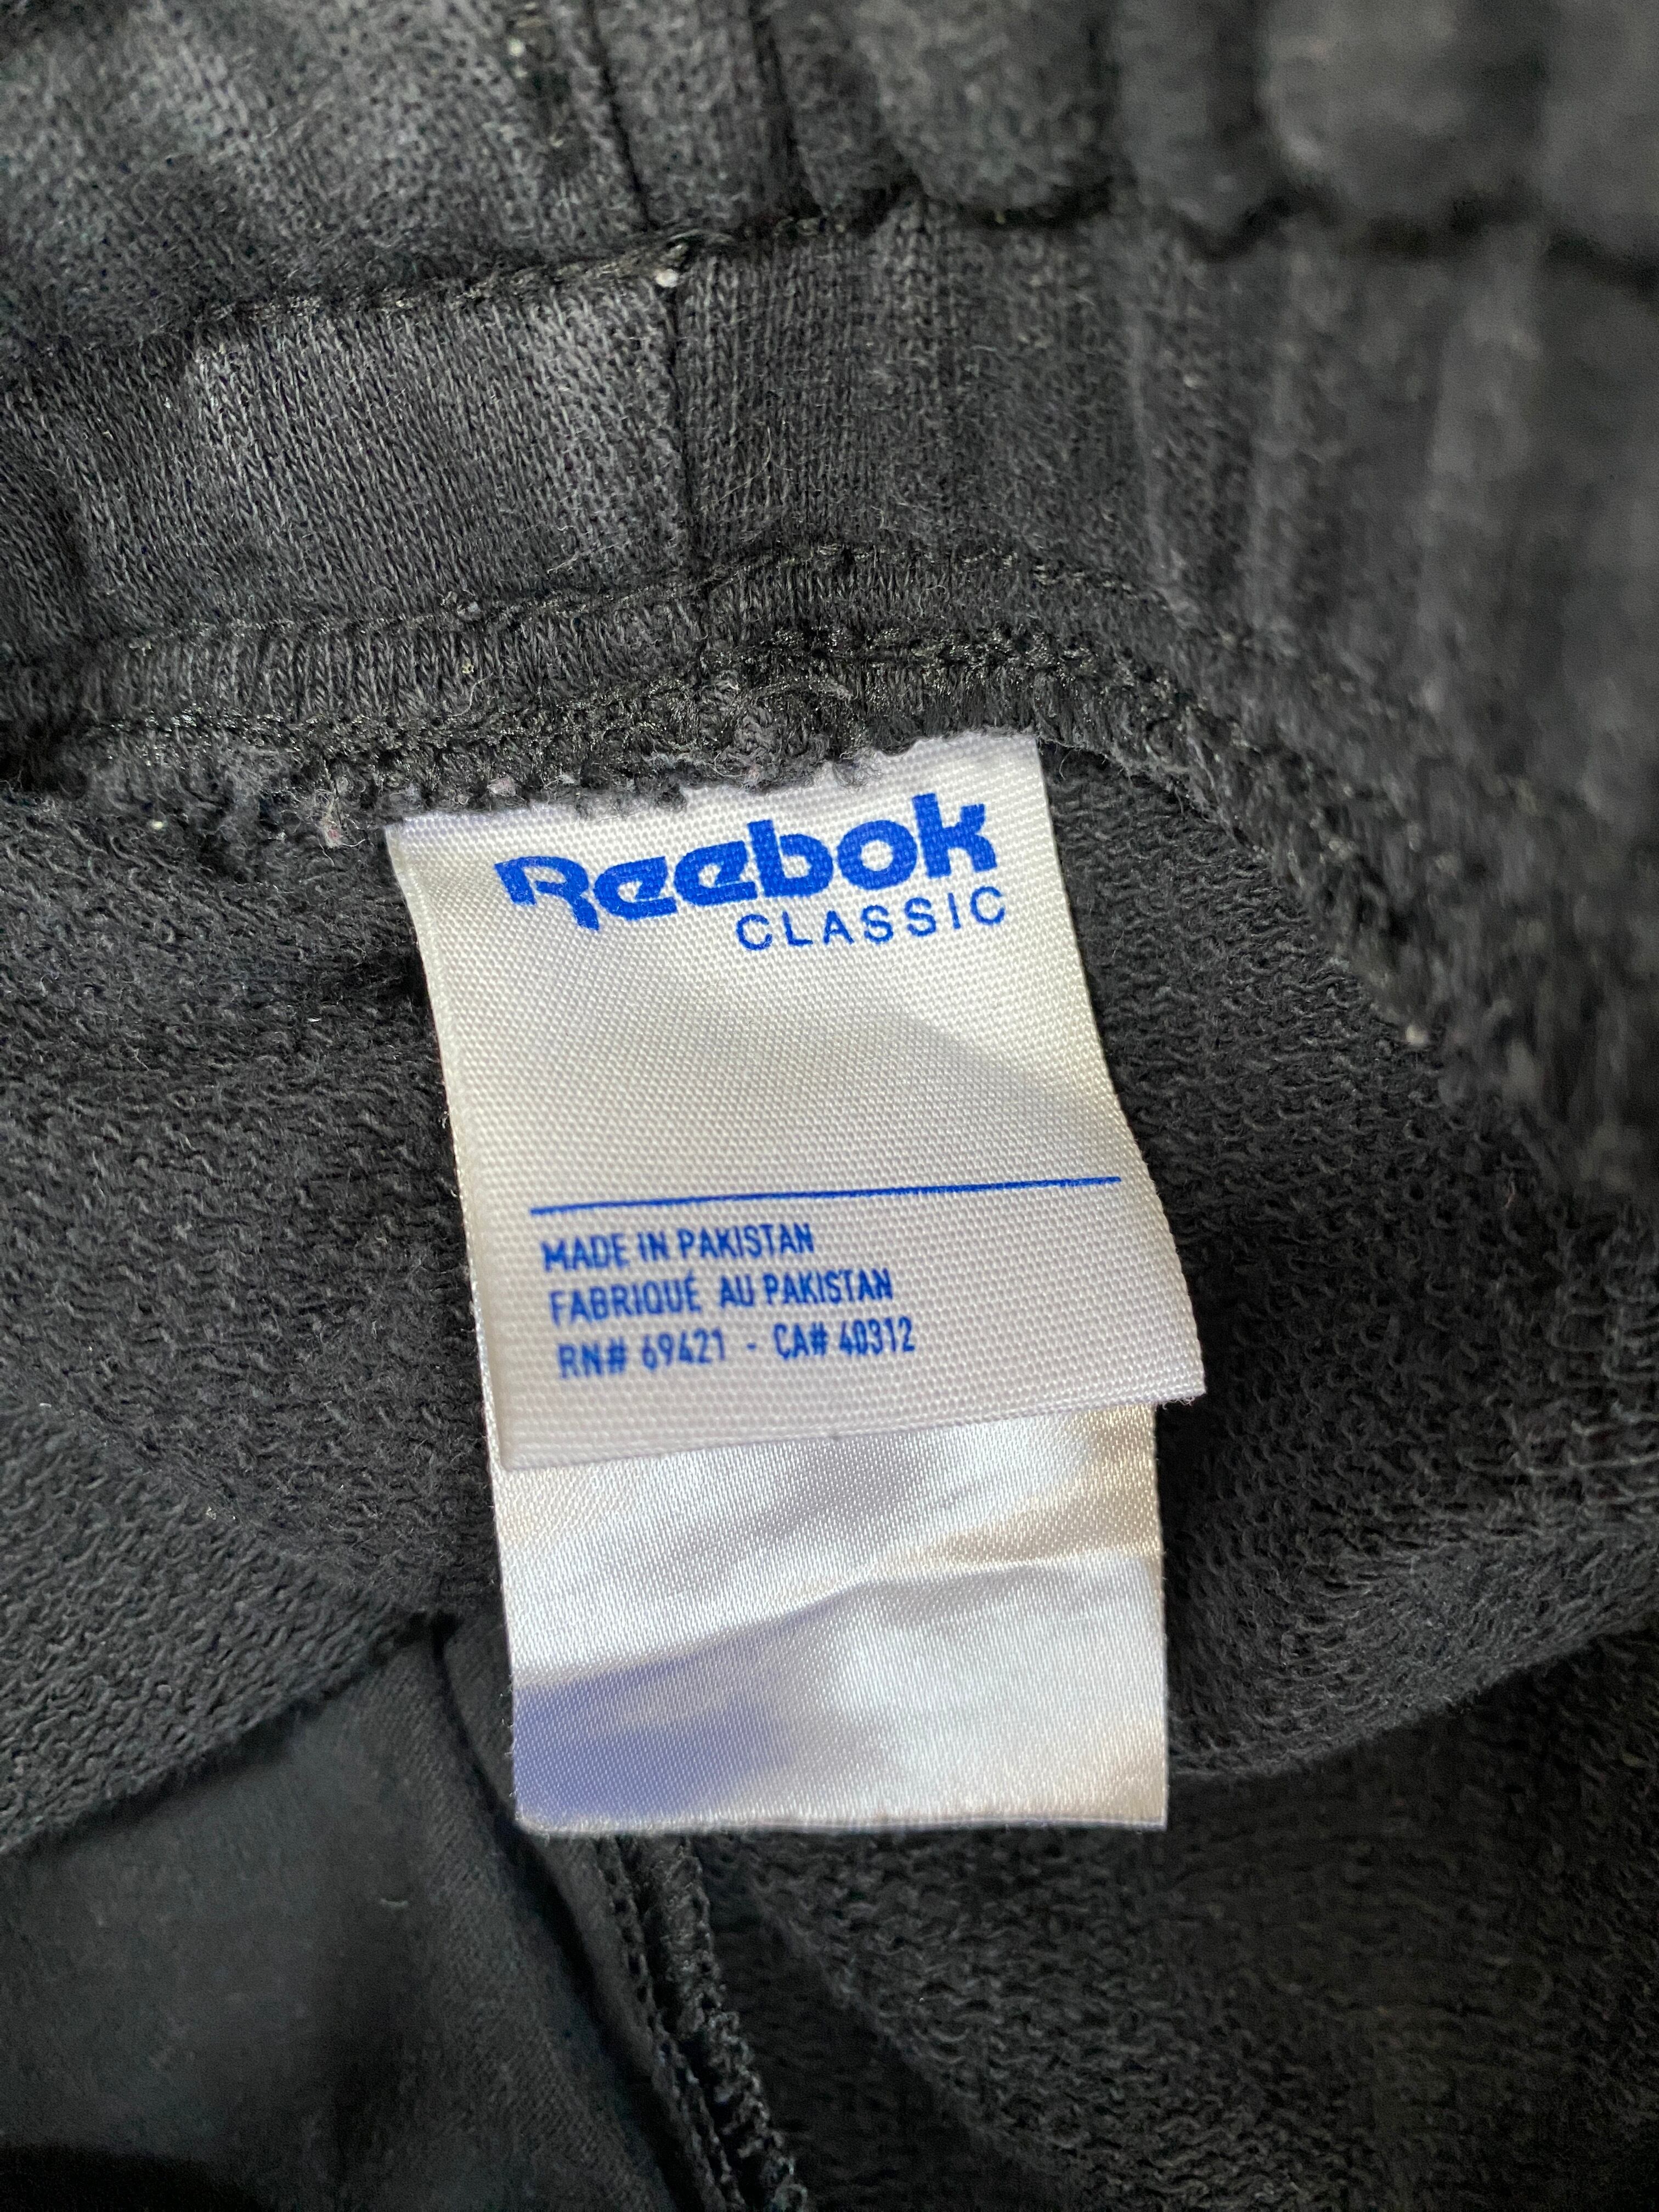 Reebok
CLASSIC
MADE IN PAKISTAN
FABRIQUÉ AU PAKISTAN
RN# 69421 - CA# 40312